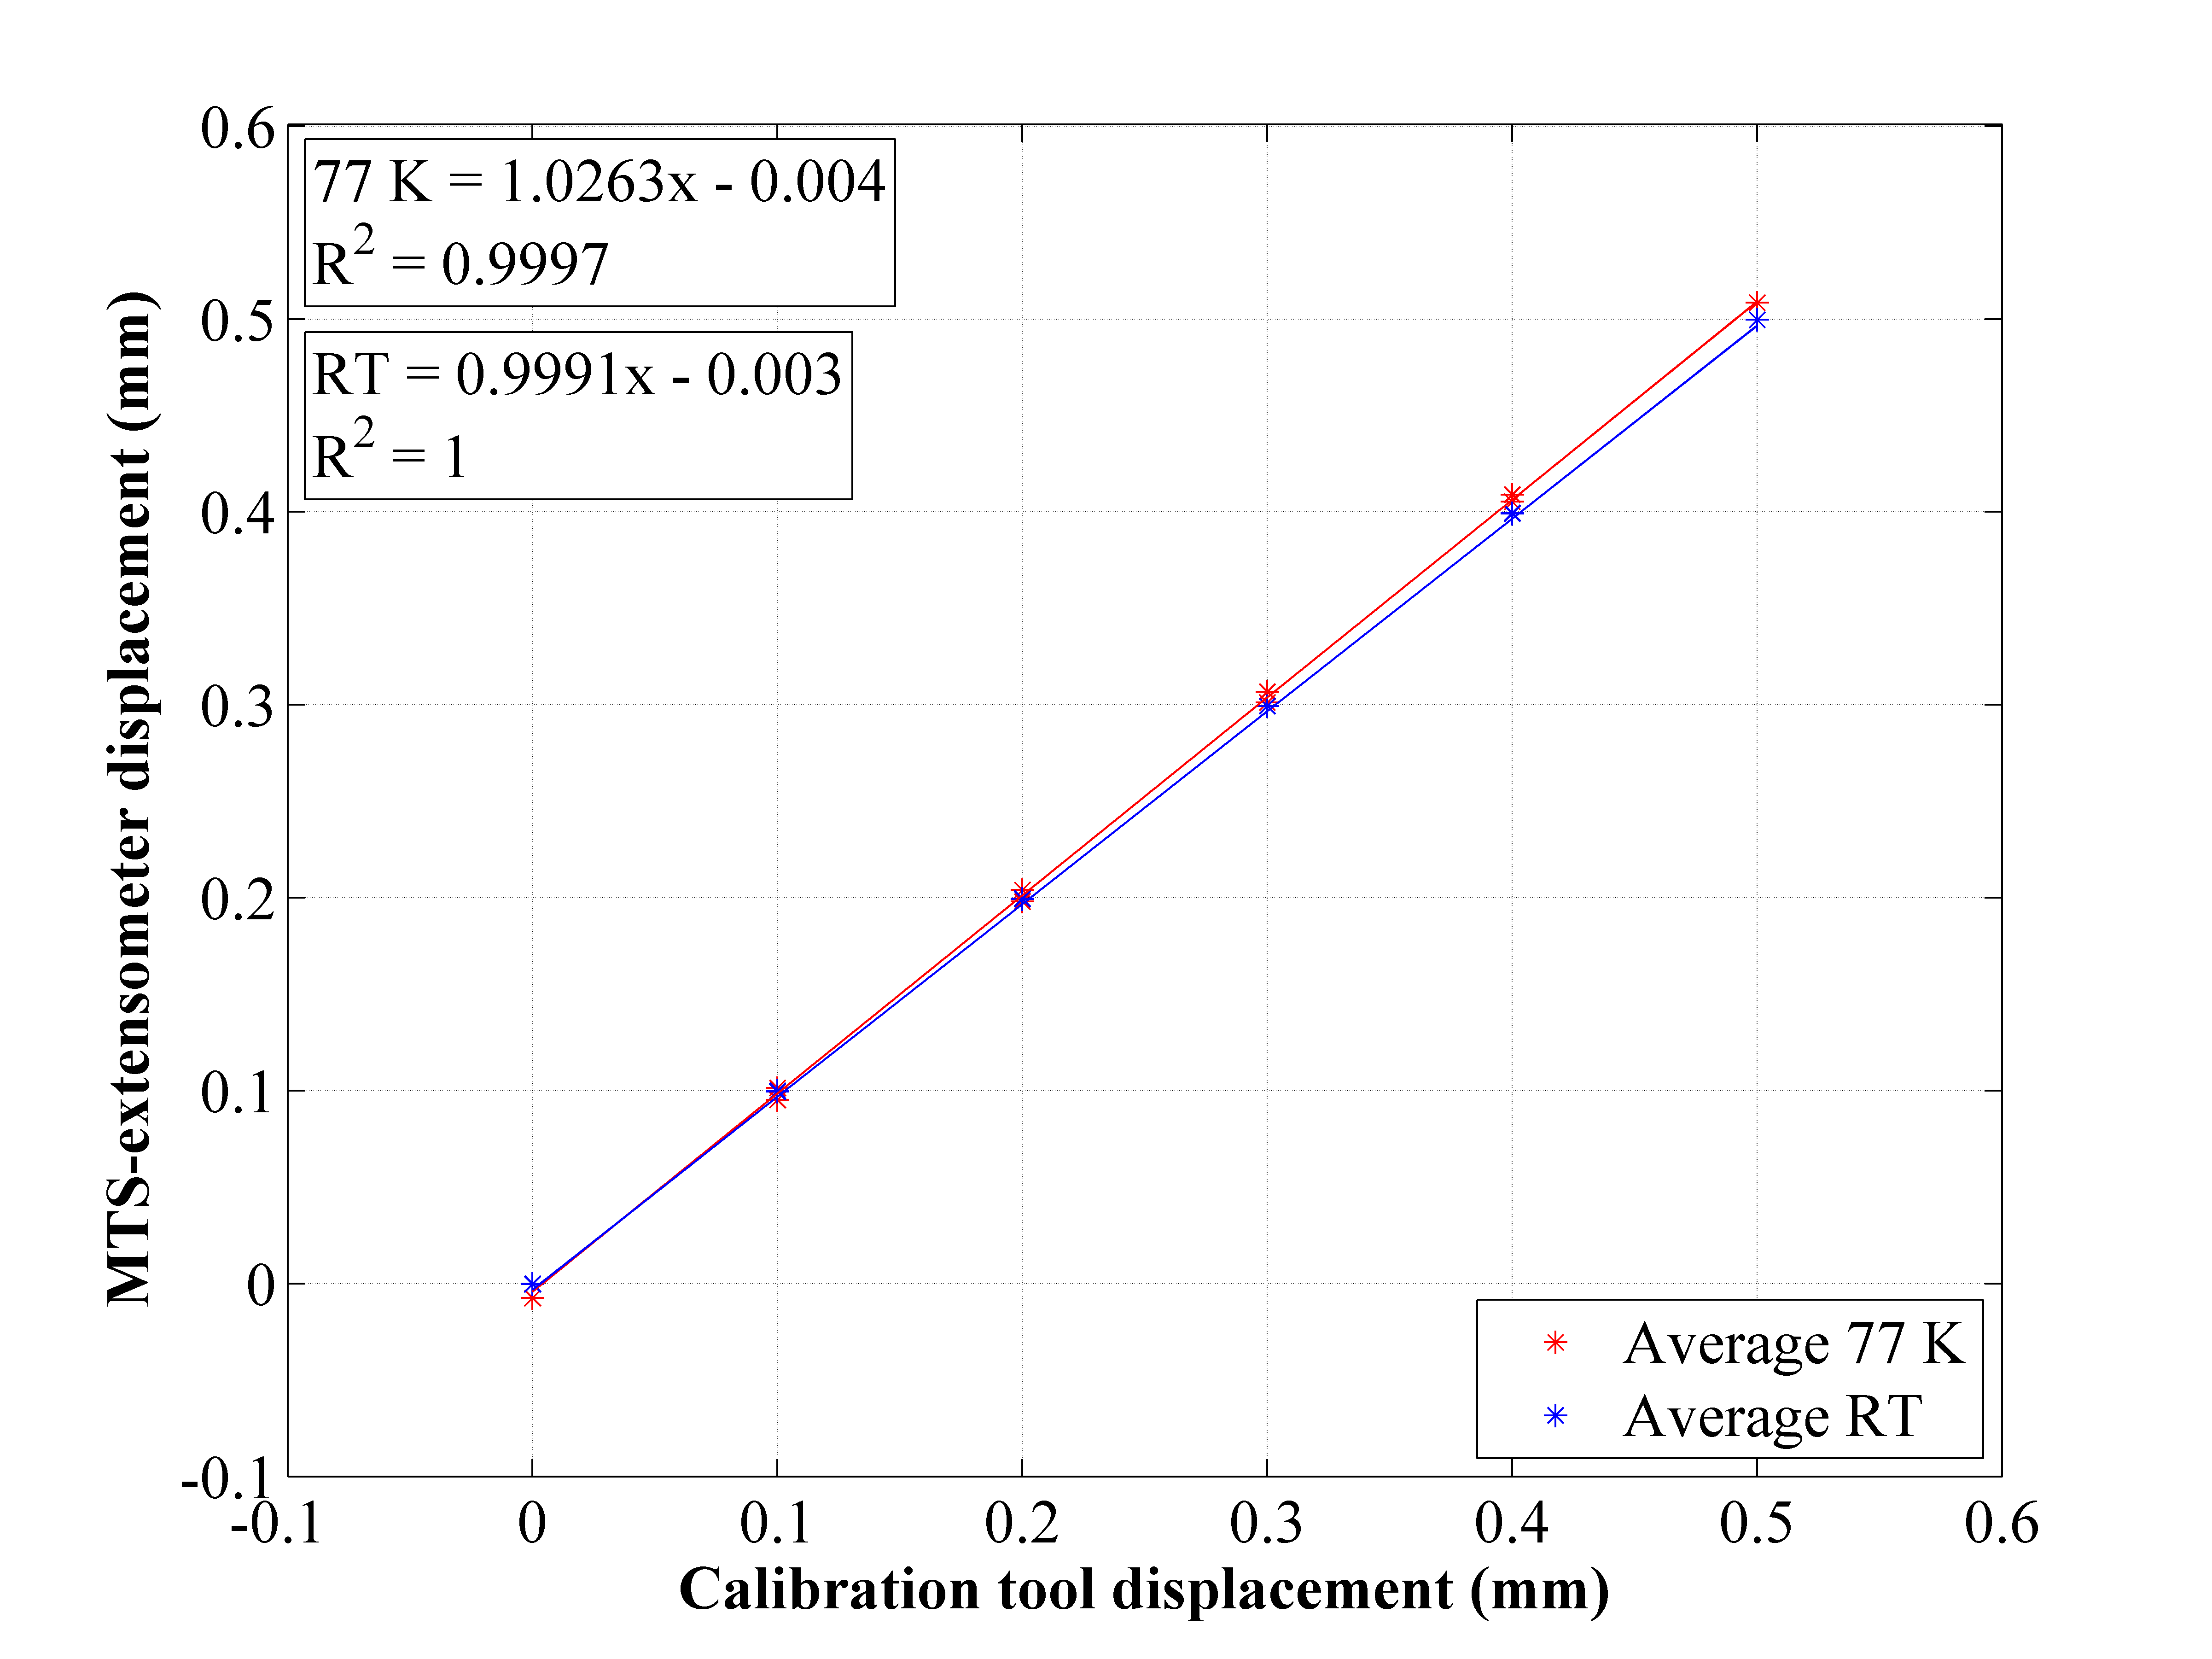 0.6
0.5
0.4
0.3
0.2
0.1
0
-0.1
MTS-extensometer displacement (mm)
77 K = 1.0263x - 0.004
R² = 0.9997
RT = 0.9991x - 0.003
R² = 1
Average 77 K
Average RT
-0.1 0 0.1 0.2 0.3 0.4 0.5 0.6
Calibration tool displacement (mm)